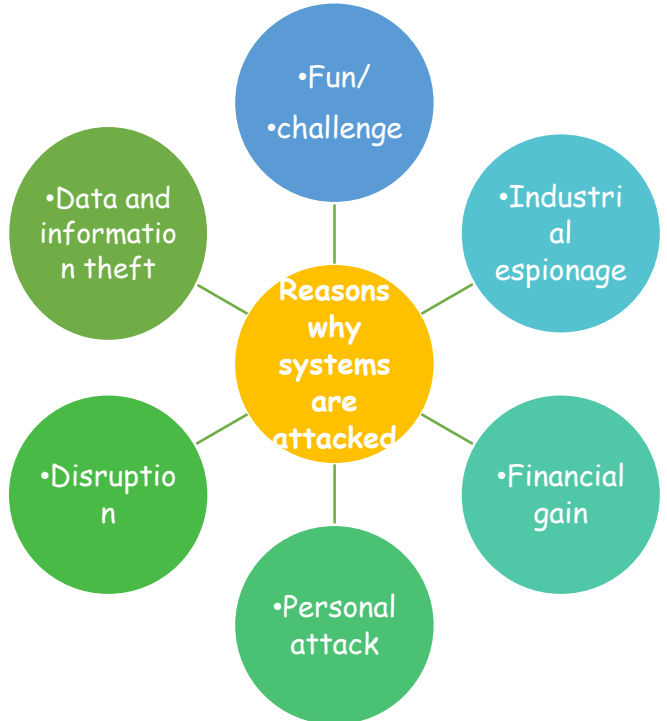 •Fun/
•challenge
•Industri
al
espionage
•Financial
gain
•Personal
attack
•Disruptio
n
•Data and
informatio
n theft
Reasons
why
systems
are
attacked